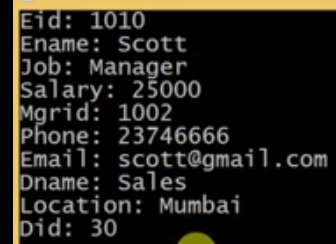 Eid: 1010
Ename: Scott
Job: Manager
Salary: 25000
Mgrid: 1002
Phone: 23746666
Email: scott@gmail.com
Dname: Sales
Location: Mumbai
Did: 30